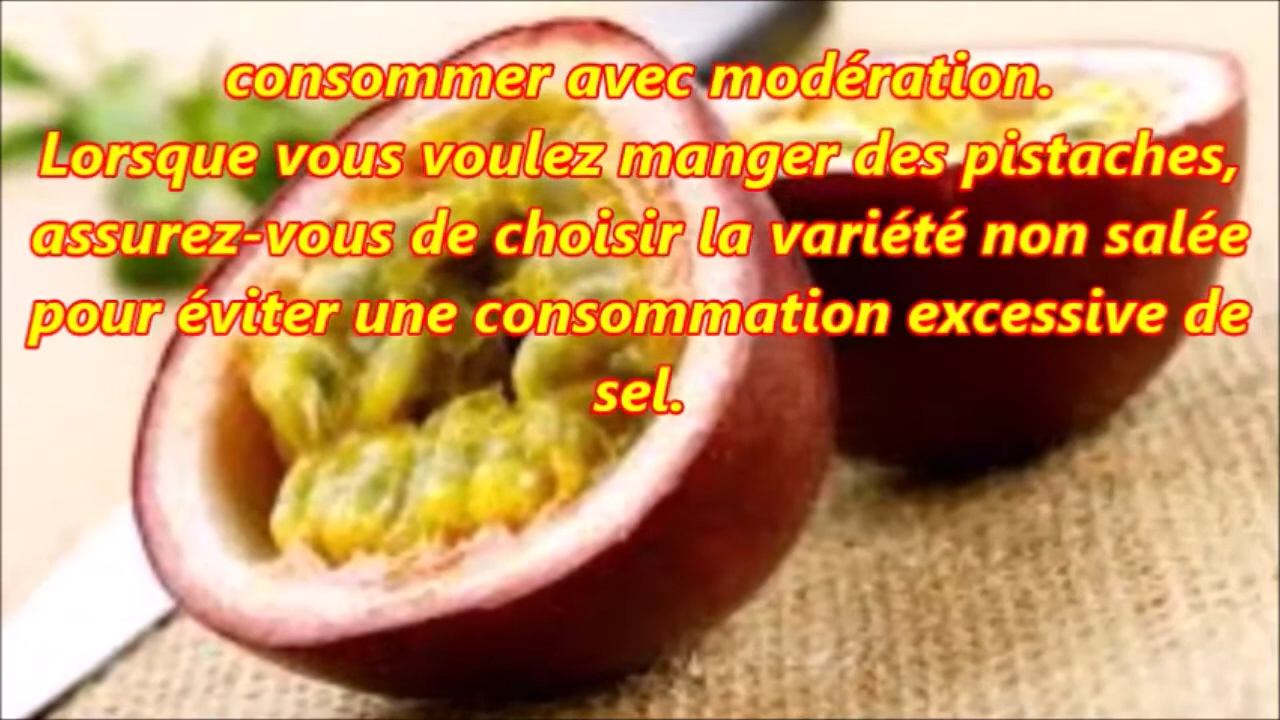 consommer avec modération.
Lorsque vous voulez manger des pistaches,
assurez-vous de choisir la variété non salée
pour éviter une consommation excessive de
sel.